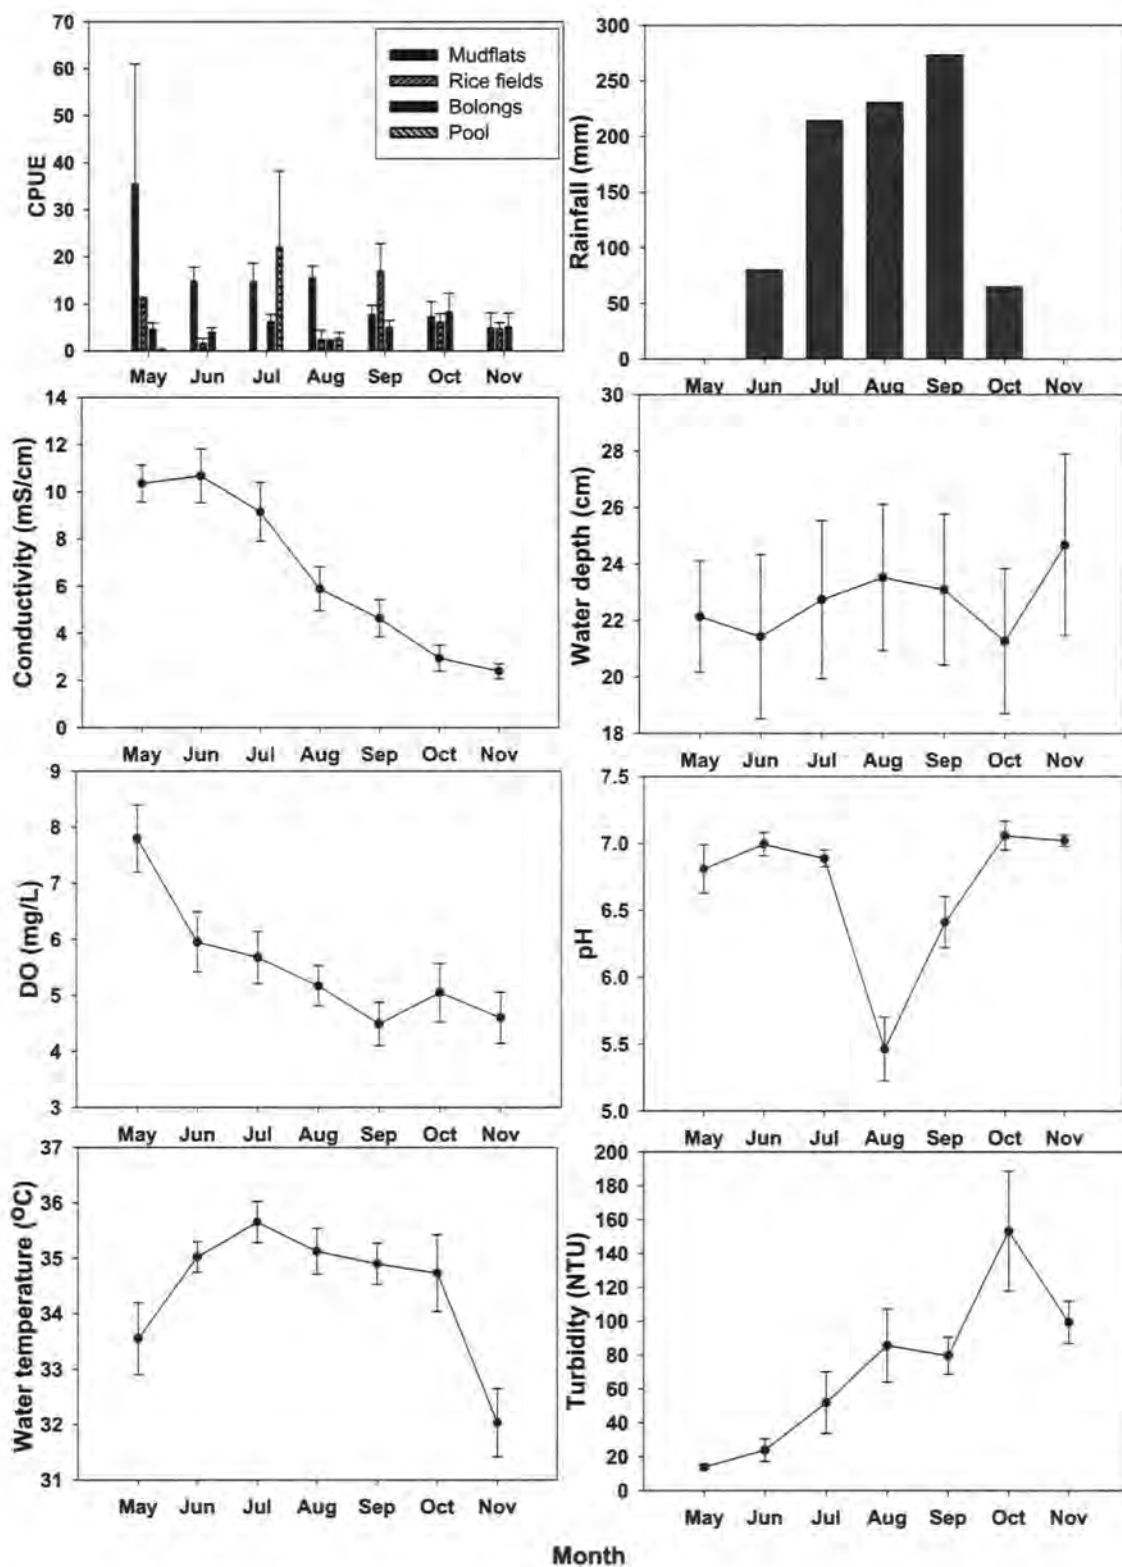 70
60
50
40
30
20
10
0
CPUE
Mudflats
Rice fields
Bolongs
Pool
May Jun Jul Aug Sep Oct Nov
300
250
200
150
100
50
0
Rainfall (mm)
May Jun Jul Aug Sep Oct Nov
14
12
10
8
6
4
2
0
Conductivity (mS/cm)
May Jun Jul Aug Sep Oct Nov
30
28
26
24
22
20
18
Water depth (cm)
May Jun Jul Aug Sep Oct Nov
9
8
7
6
5
4
3
DO (mg/L)
May Jun Jul Aug Sep Oct Nov
7.5
7.0
6.5
6.0
5.5
5.0
pH
May Jun Jul Aug Sep Oct Nov
37
36
35
34
33
32
31
Water temperature (ºC)
May Jun Jul Aug Sep Oct Nov
200
180
160
140
120
100
80
60
40
20
0
Turbidity (NTU)
May Jun Jul Aug Sep Oct Nov
Month